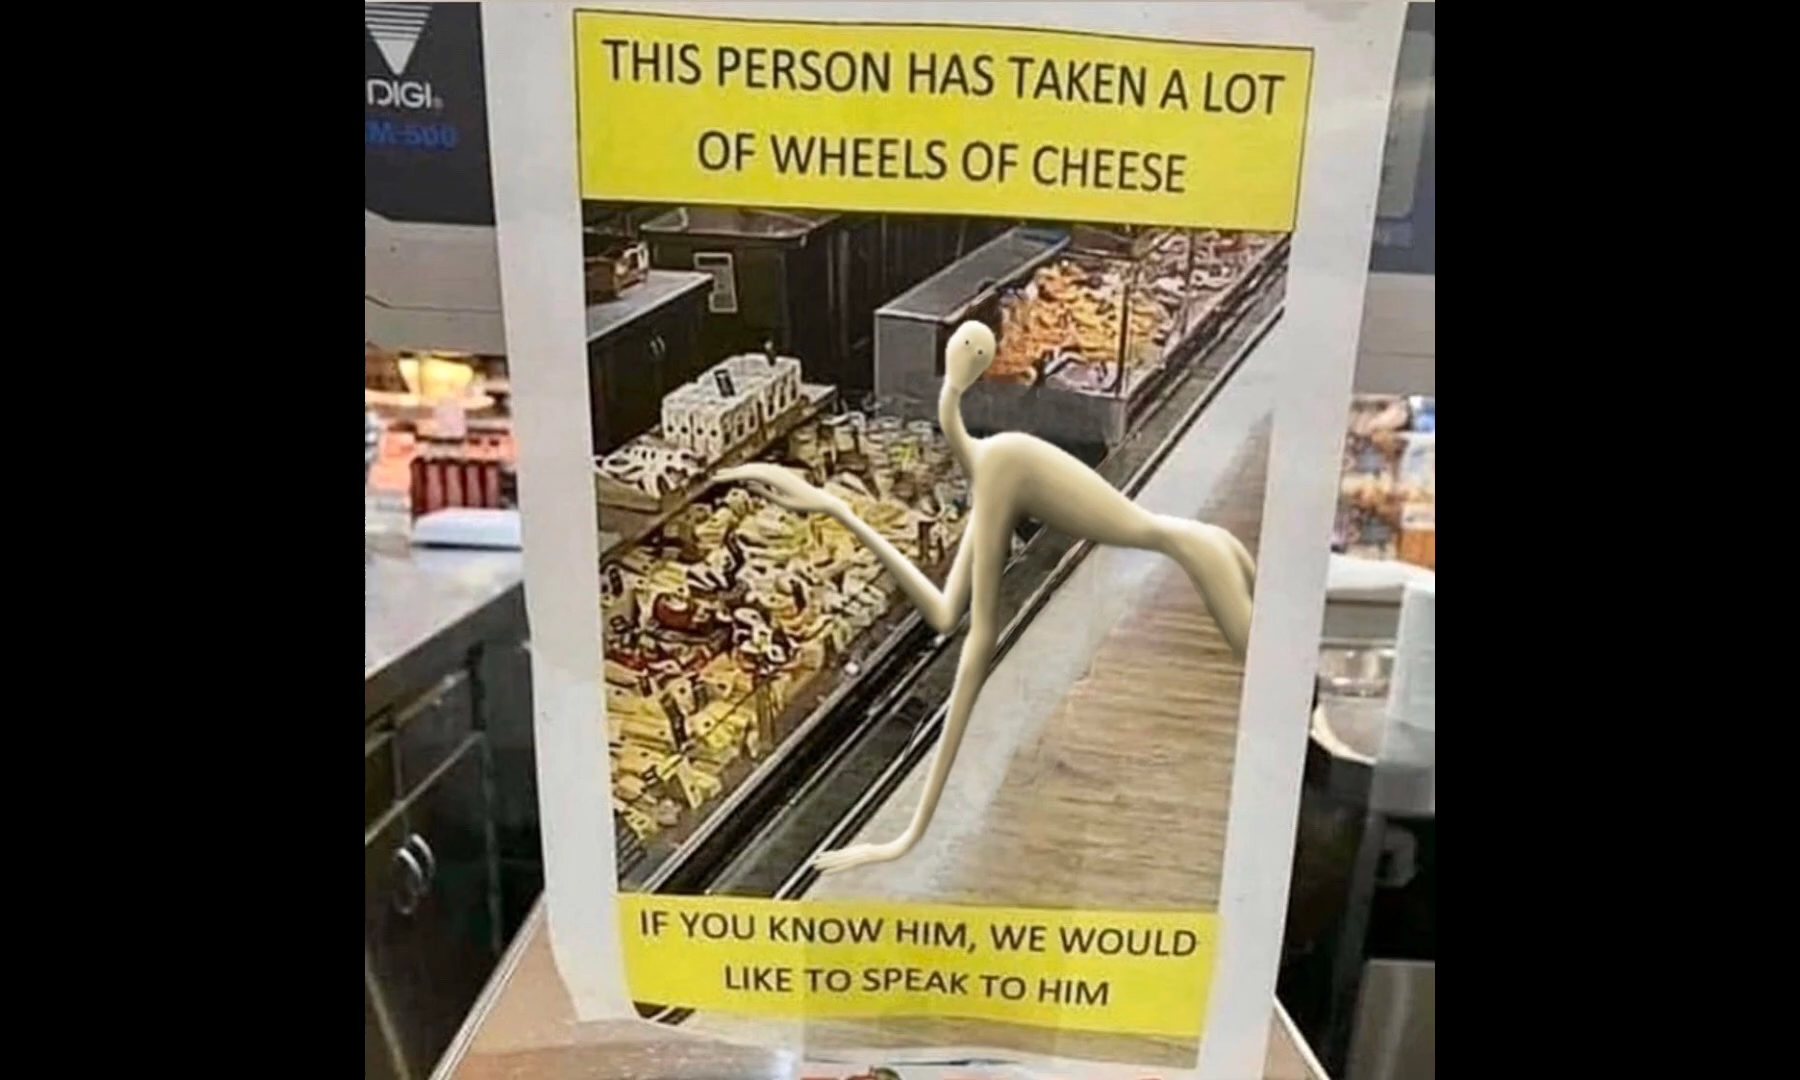 DIGI
M-500
THIS PERSON HAS TAKEN A LOT
OF WHEELS OF CHEESE
IF YOU KNOW HIM, WE WOULD
LIKE TO SPEAK TO HIM